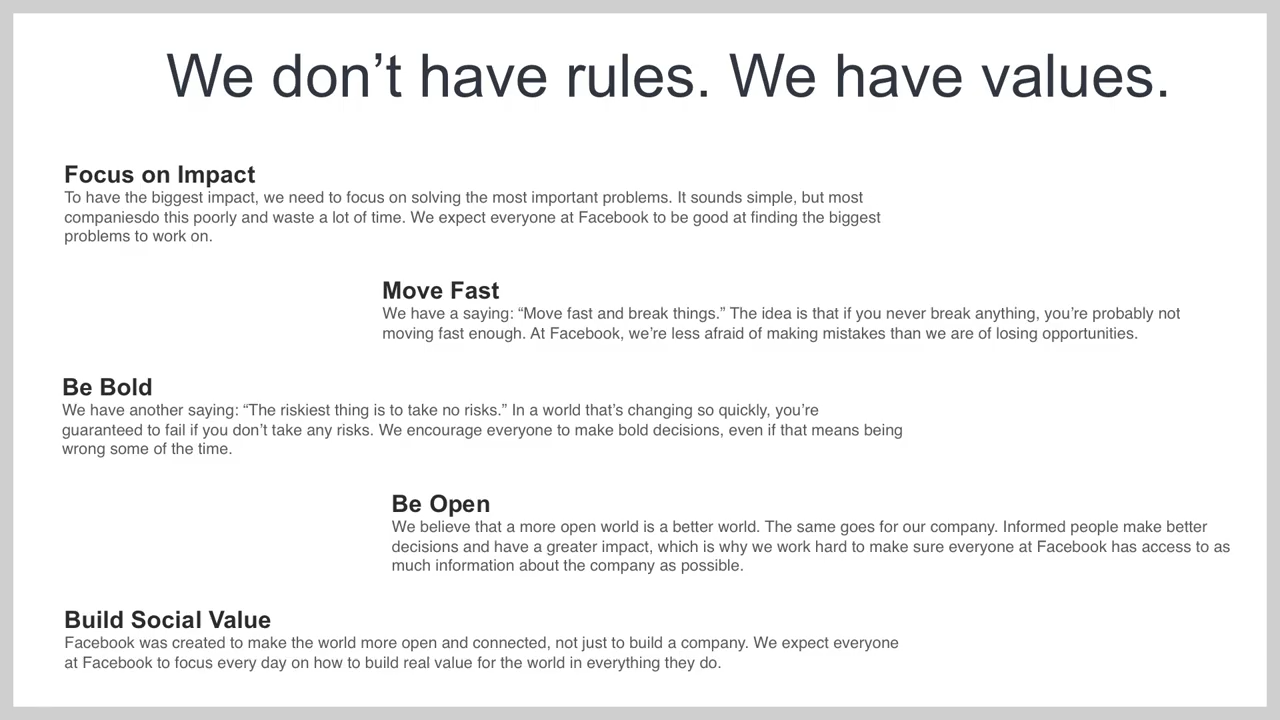 We don’t have rules. We have values.
Focus on Impact
To have the biggest impact, we need to focus on solving the most important problems. It sounds simple, but most
companiesdo this poorly and waste a lot of time. We expect everyone at Facebook to be good at finding the biggest
problems to work on.
Move Fast
We have a saying: “Move fast and break things.” The idea is that if you never break anything, you’re probably not
moving fast enough. At Facebook, we’re less afraid of making mistakes than we are of losing opportunities.
Be Bold
We have another saying: “The riskiest thing is to take no risks.” In a world that’s changing so quickly, you’re
guaranteed to fail if you don’t take any risks. We encourage everyone to make bold decisions, even if that means being
wrong some of the time.
Be Open
We believe that a more open world is a better world. The same goes for our company. Informed people make better
decisions and have a greater impact, which is why we work hard to make sure everyone at Facebook has access to as
much information about the company as possible.
Build Social Value
Facebook was created to make the world more open and connected, not just to build a company. We expect everyone
at Facebook to focus every day on how to build real value for the world in everything they do.